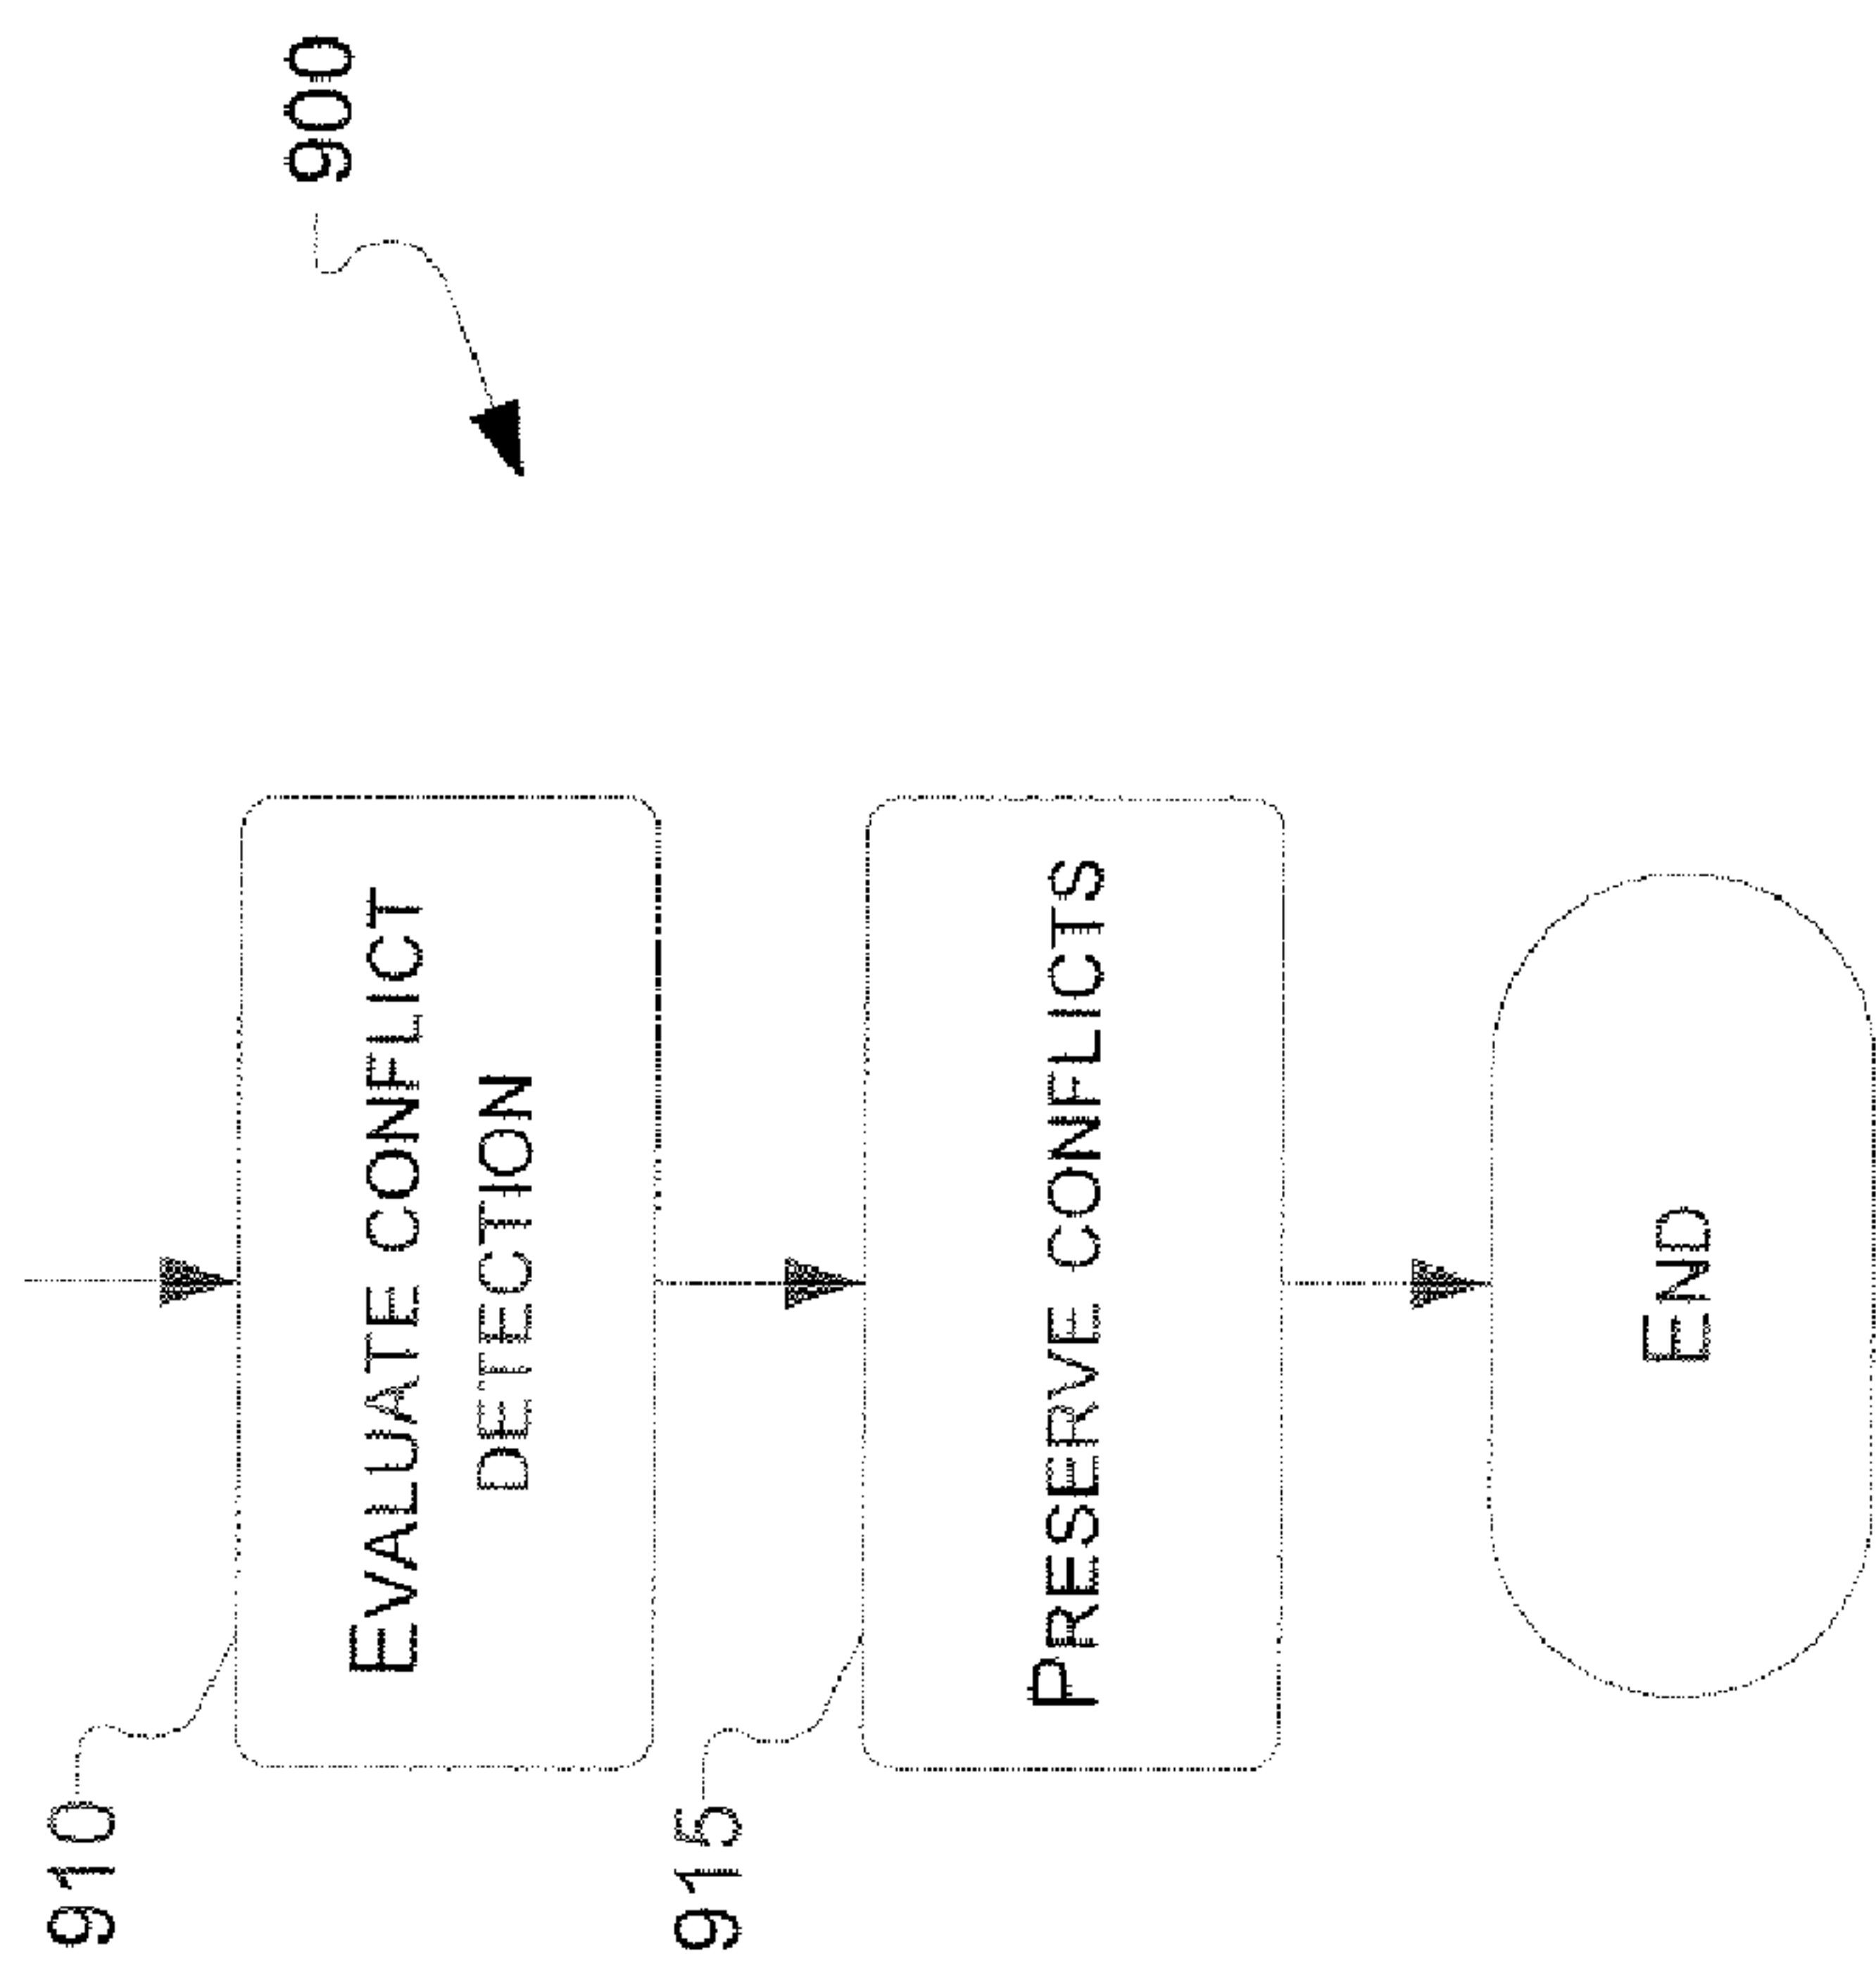 900
910
EVALUATE CONFLICT
DETECTION
915
PRESERVE CONFLICTS
END